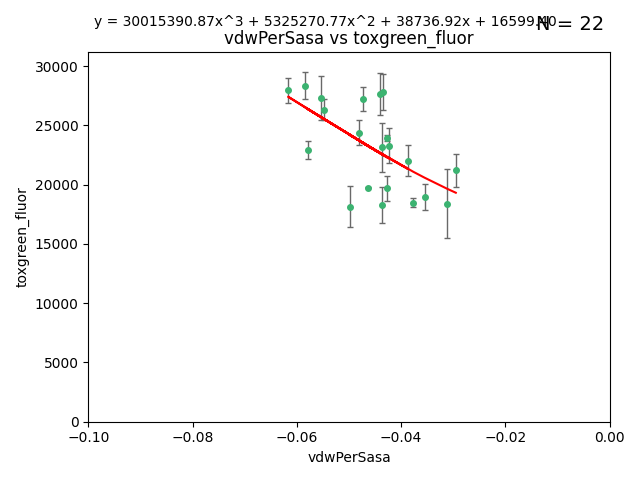 y = 30015390.87x^3 + 5325270.77x^2 + 38736.92x + 16599.40
N = 22
vdwPerSasa vs toxgreen_fluor
30000
25000
20000
15000
10000
5000
0
toxgreen_fluor
−0.10 −0.08 −0.06 −0.04 −0.02 0.00
vdwPerSasa